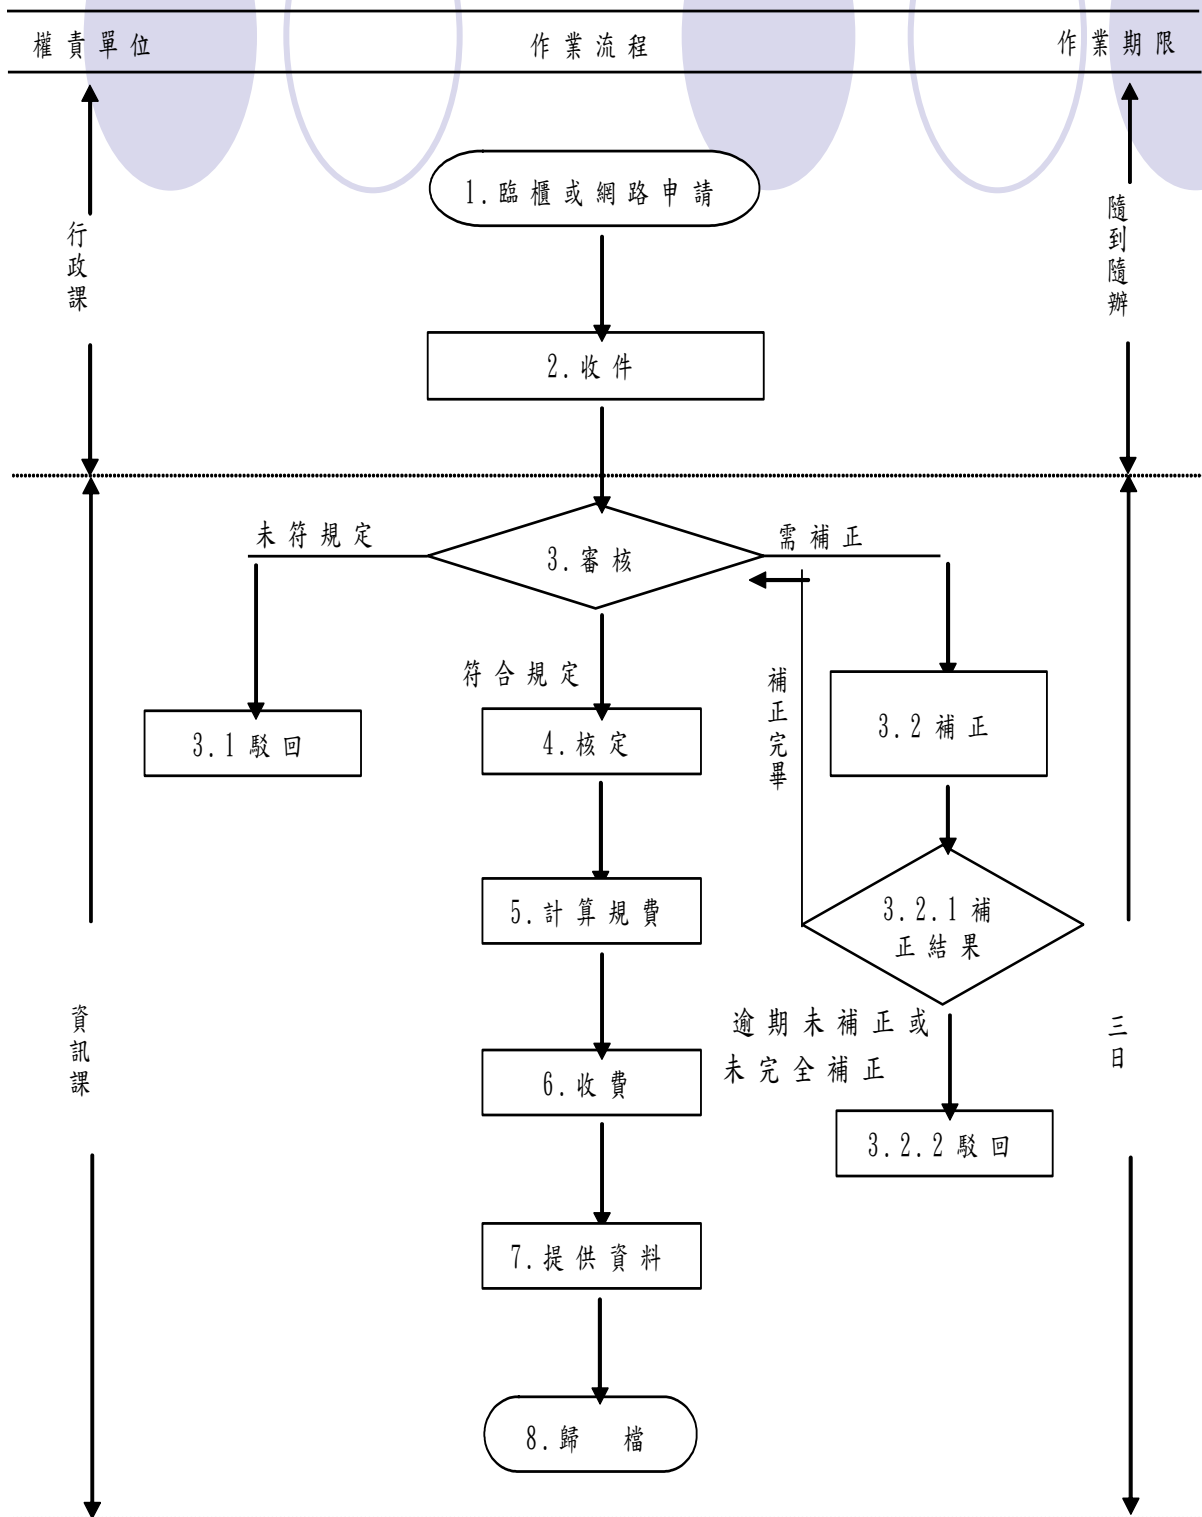 權責單位
作業流程
作業期限
1.臨櫃或網路申請
行政課
隨到隨辦
2.收件
未符規定
需補正
3.審核
符合規定
補正完畢
3.1駁回
4.核定
3.2補正
5.計算規費
3.2.1補
正結果
資訊課
三日
逾期未補正或
未完全補正
6.收費
3.2.2駁回
7.提供資料
8.歸 檔